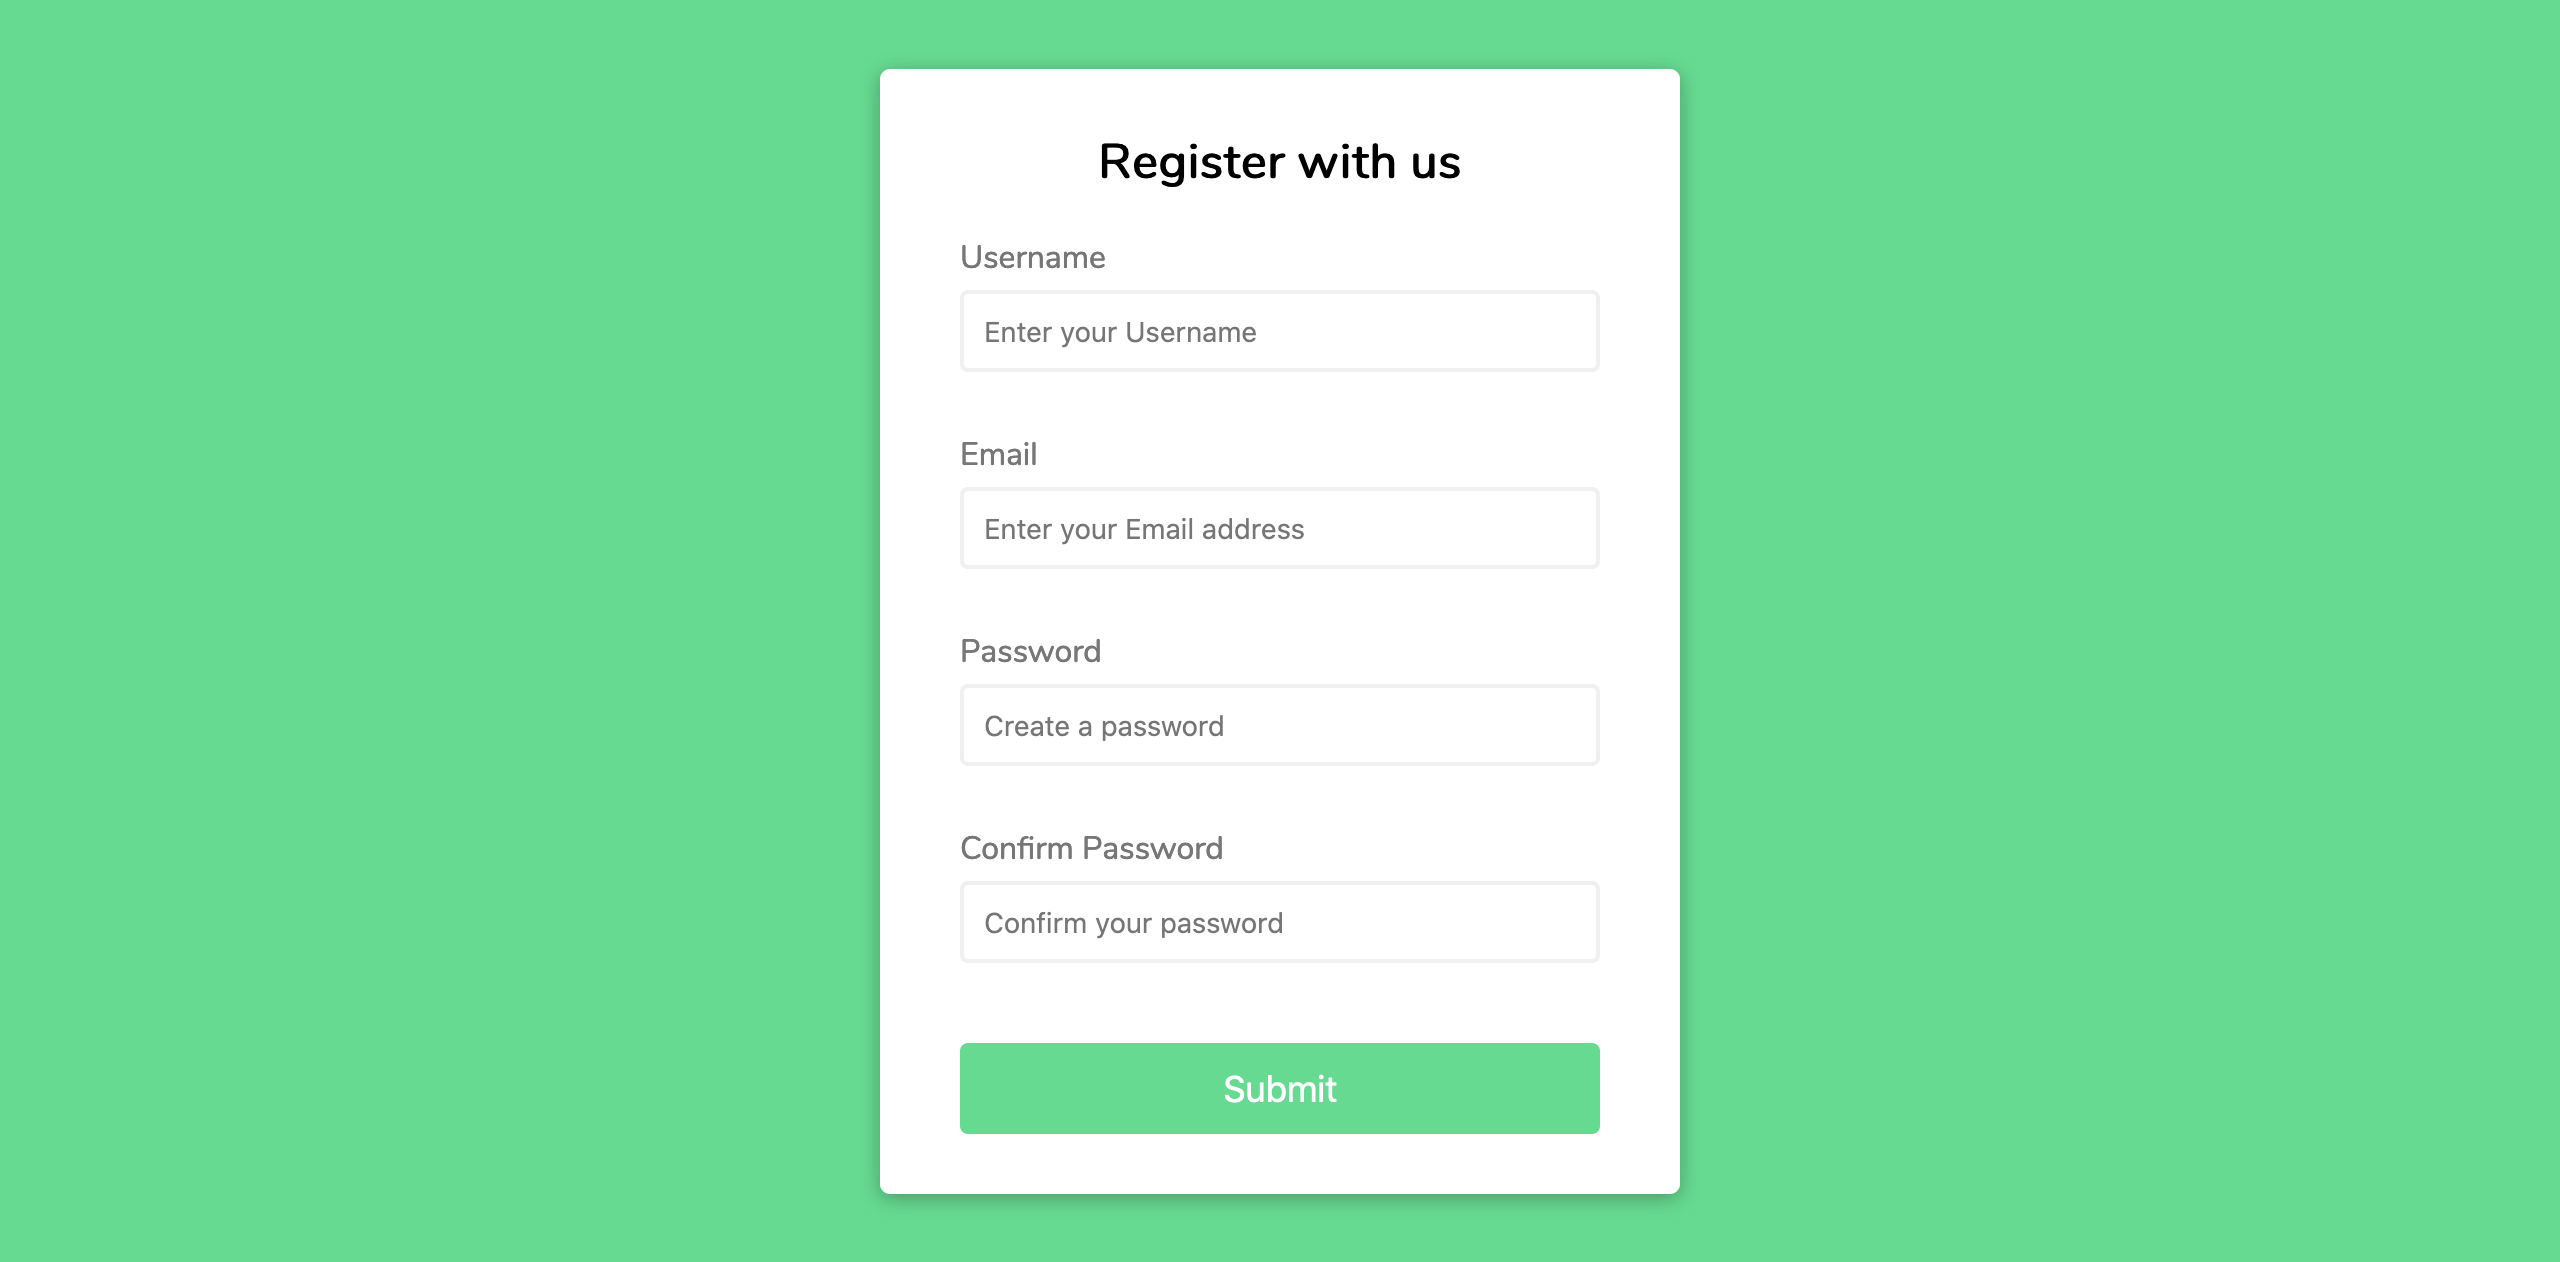 Register with us
Username
Enter your Username
Email
Enter your Email address
Password
Create a password
Confirm Password
Confirm your password
Submit